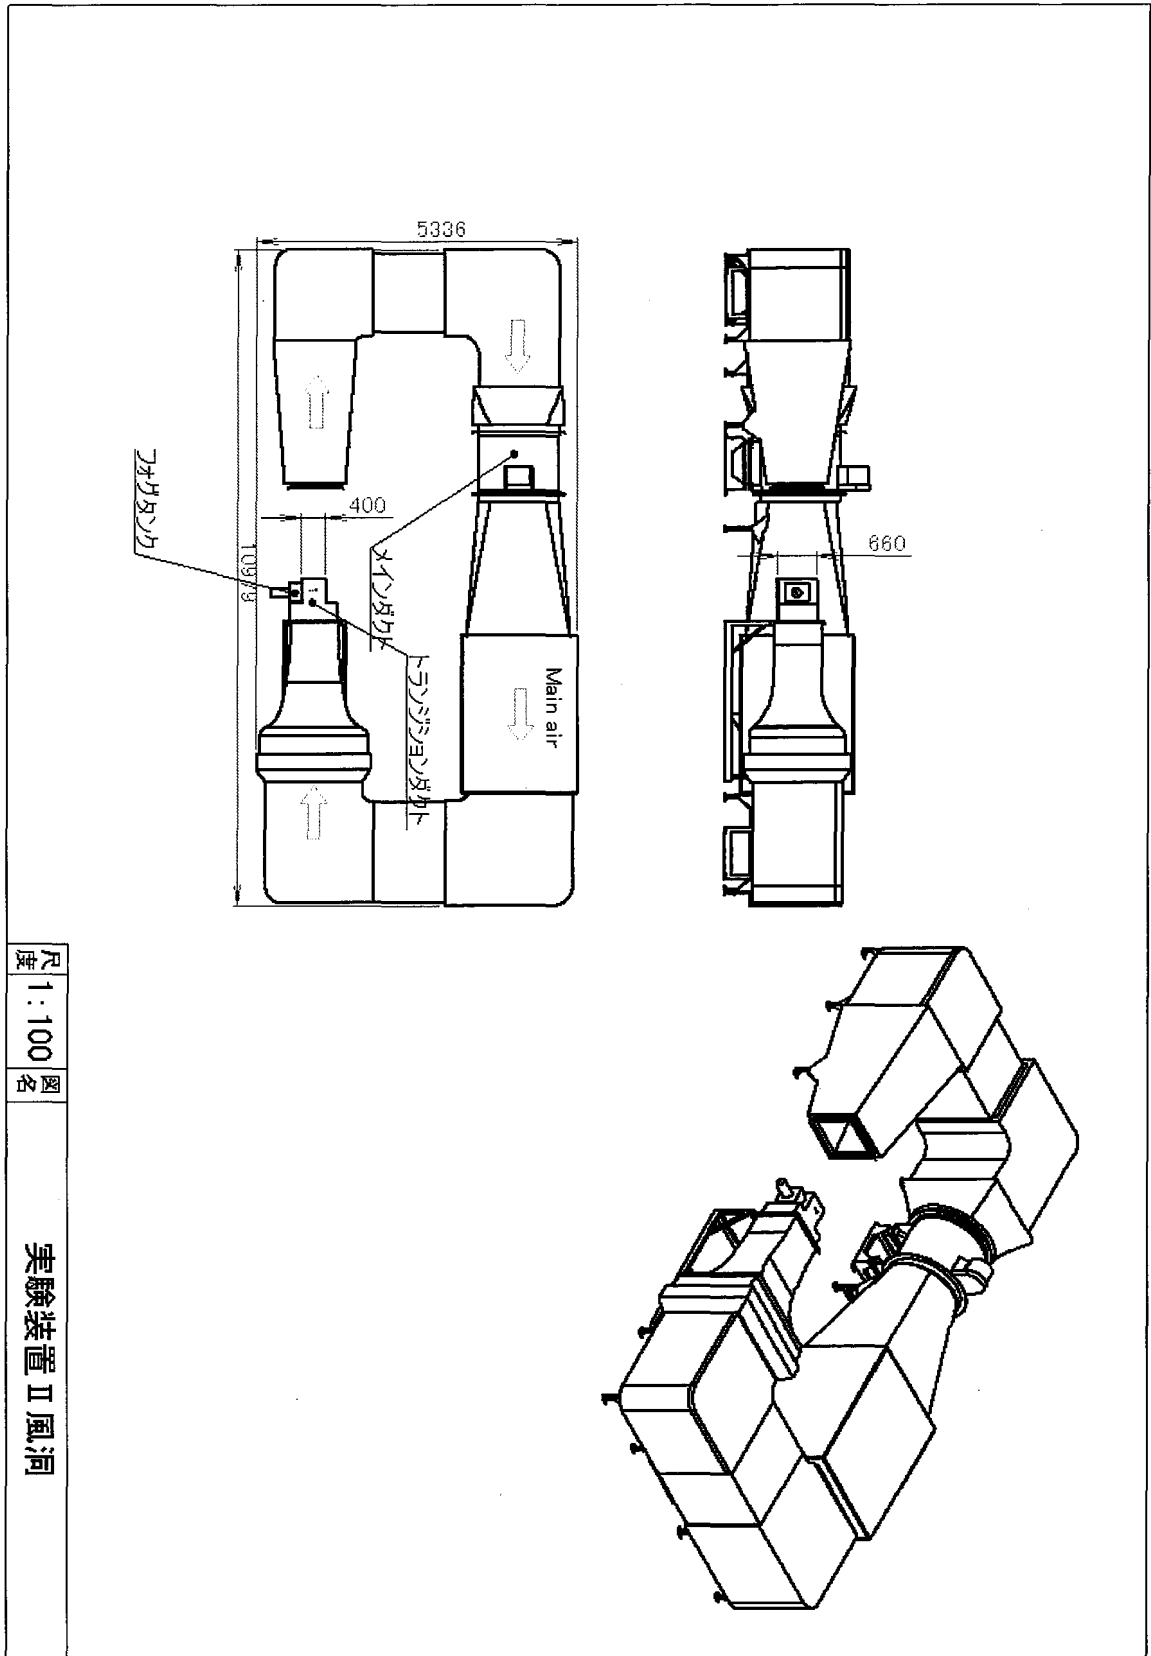 5336
10979
400
660
Main air
メインダクト
トランジションダクト
フォグタンク
尺度
1:100
図名
実験装置Ⅱ風洞